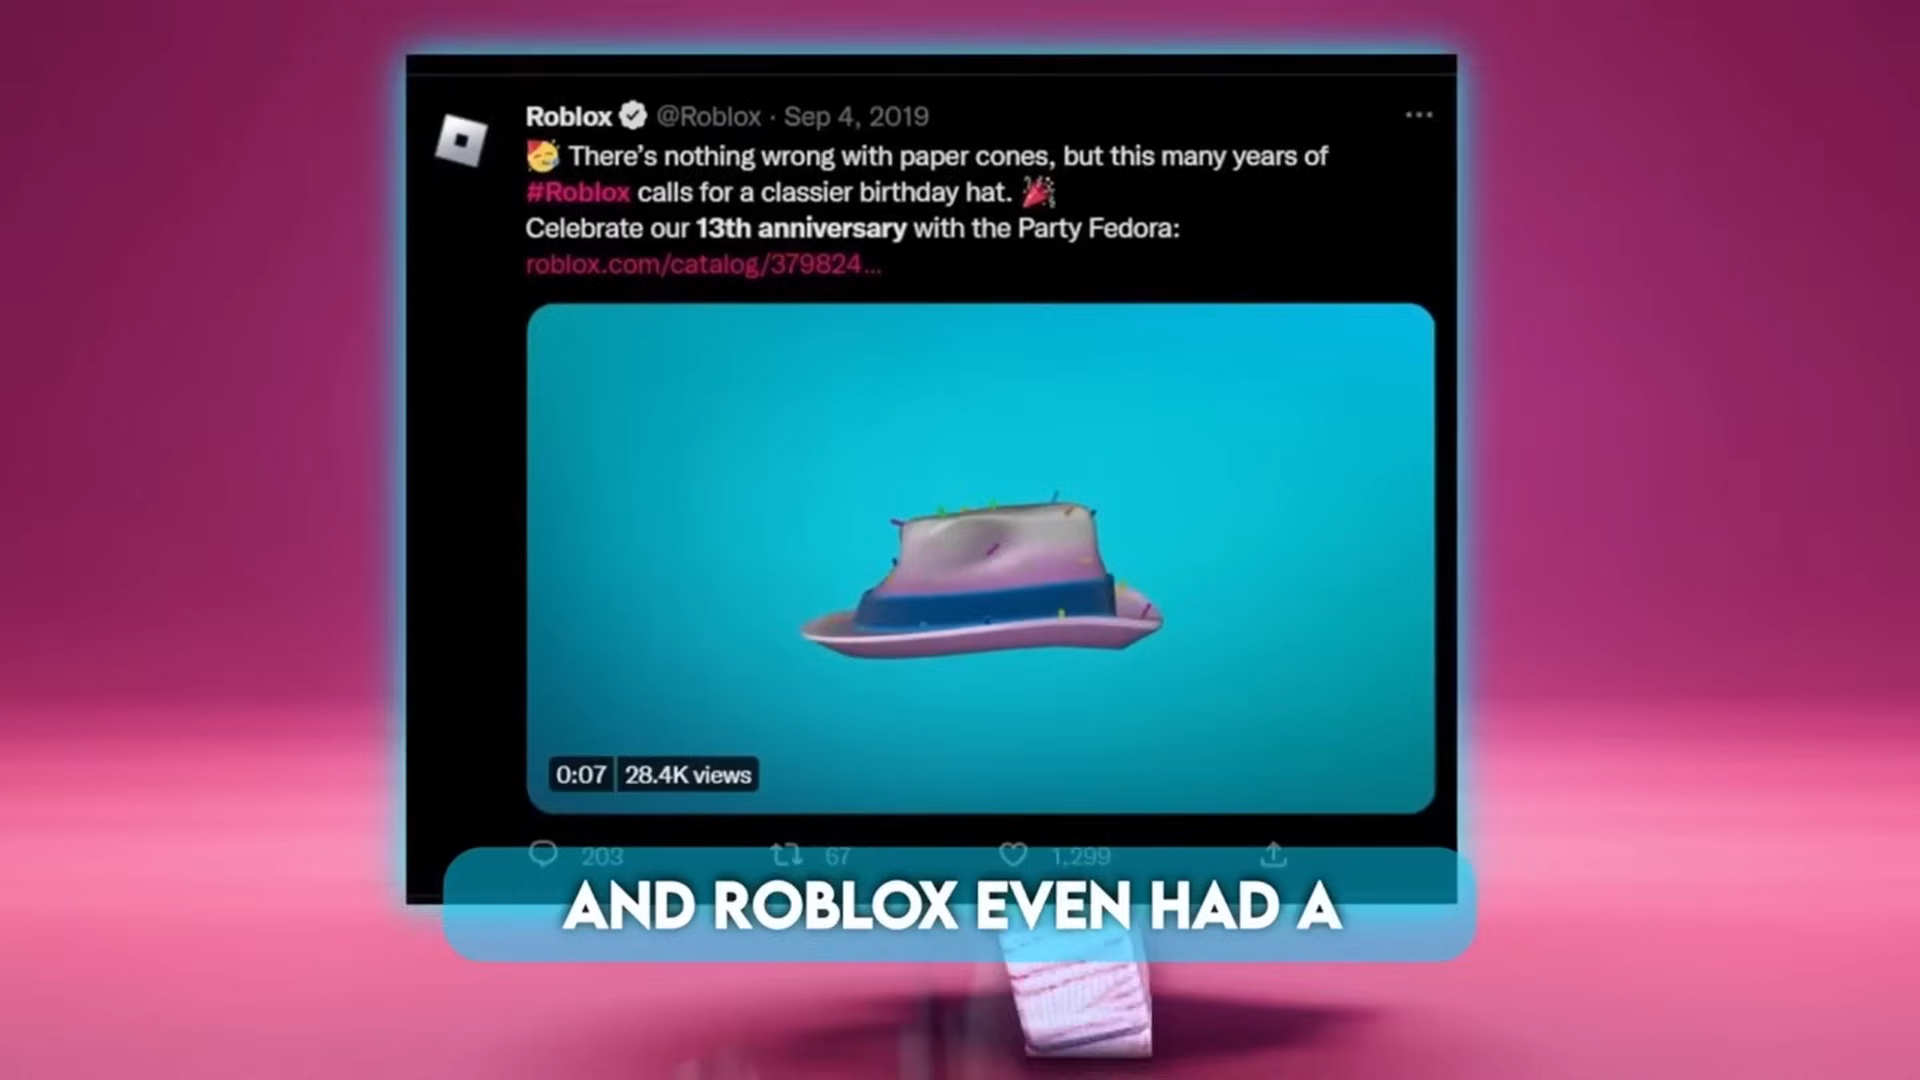 Roblox @Roblox · Sep 4, 2019
🥳 There's nothing wrong with paper cones, but this many years of
#Roblox calls for a classier birthday hat. 🎉
Celebrate our 13th anniversary with the Party Fedora:
roblox.com/catalog/379824...
0:07 28.4K views
203 67 1,299
AND ROBLOX EVEN HAD A